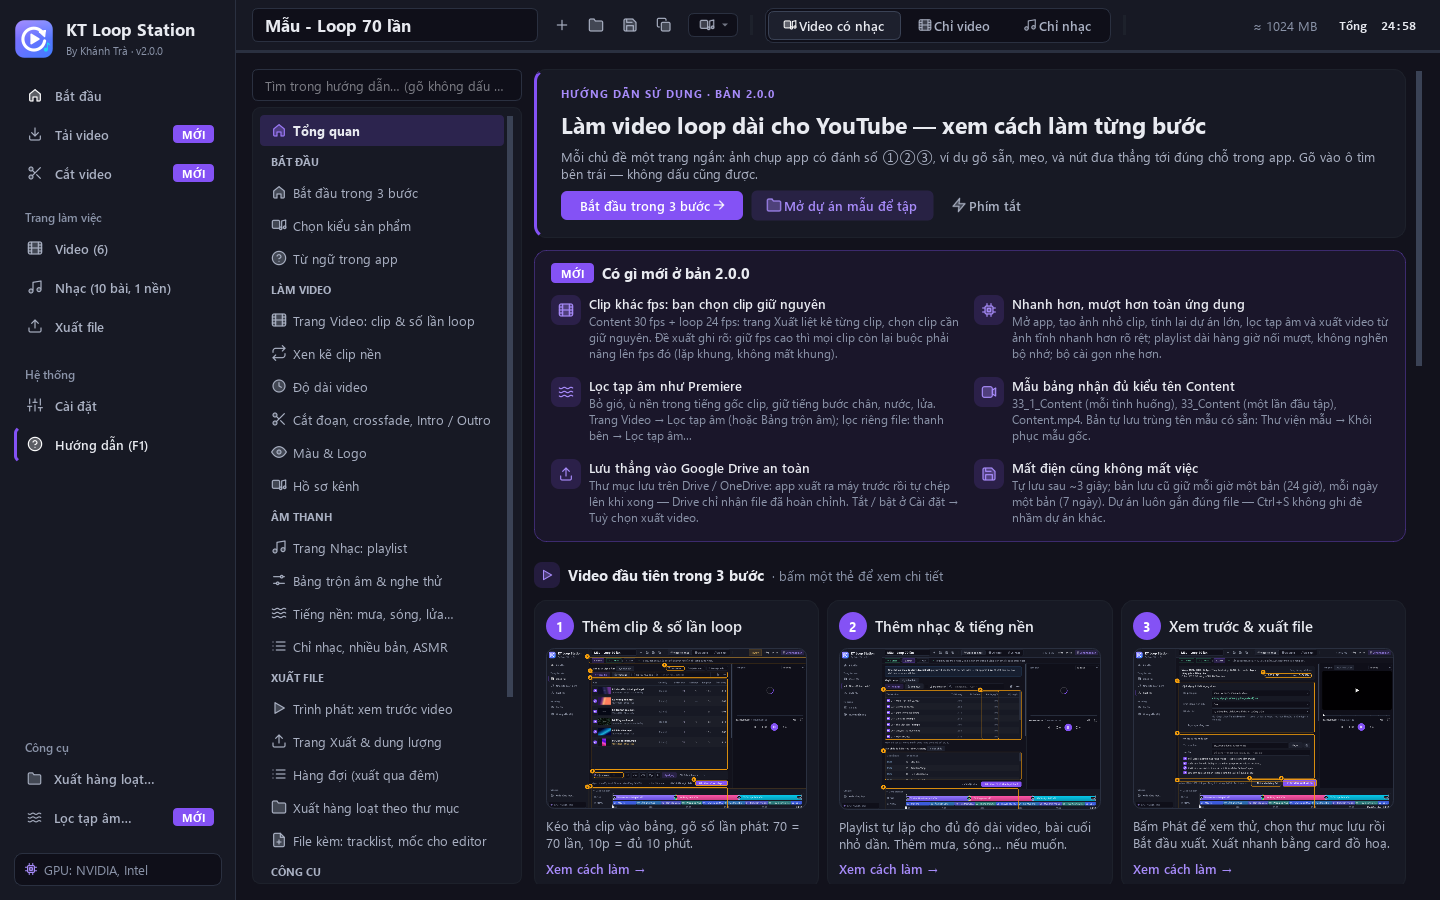 KT Loop Station
By Khánh Trà · v2.0.0
Bắt đầu
Tải video
MỚI
Cắt video
MỚI
Trang làm việc
Video (6)
Nhạc (10 bài, 1 nền)
Xuất file
Hệ thống
Cài đặt
Hướng dẫn (F1)
Công cụ
Xuất hàng loạt...
Lọc tạp âm...
MỚI
GPU: NVIDIA, Intel
Mẫu - Loop 70 lần
Video có nhạc
Chỉ video
Chỉ nhạc
≈ 1024 MB
Tổng 24:58
Tìm trong hướng dẫn... (gõ không dấu ...
Tổng quan
BẮT ĐẦU
Bắt đầu trong 3 bước
Chọn kiểu sản phẩm
Từ ngữ trong app
LÀM VIDEO
Trang Video: clip & số lần loop
Xen kẽ clip nền
Độ dài video
Cắt đoạn, crossfade, Intro / Outro
Màu & Logo
Hồ sơ kênh
ÂM THANH
Trang Nhạc: playlist
Bảng trộn âm & nghe thử
Tiếng nền: mưa, sóng, lửa...
Chỉ nhạc, nhiều bản, ASMR
XUẤT FILE
Trình phát: xem trước video
Trang Xuất & dung lượng
Hàng đợi (xuất qua đêm)
Xuất hàng loạt theo thư mục
File kèm: tracklist, mốc cho editor
CÔNG CỤ
HƯỚNG DẪN SỬ DỤNG · BẢN 2.0.0
Làm video loop dài cho YouTube — xem cách làm từng bước
Mỗi chủ đề một trang ngắn: ảnh chụp app có đánh số ①②③, ví dụ gõ sẵn, mẹo, và nút đưa thẳng tới đúng chỗ trong app. Gõ vào ô tìm
bên trái — không dấu cũng được.
Bắt đầu trong 3 bước →
Mở dự án mẫu để tập
Phím tắt
MỚI Có gì mới ở bản 2.0.0
Clip khác fps: bạn chọn clip giữ nguyên
Content 30 fps + loop 24 fps: trang Xuất liệt kê từng clip, chọn clip cần
giữ nguyên. Đề xuất ghi rõ: giữ fps cao thì mọi clip còn lại buộc phải
nâng lên fps đó (lặp khung, không mất khung).
Nhanh hơn, mượt hơn toàn ứng dụng
Mở app, tạo ảnh nhỏ clip, tính lại dự án lớn, lọc tạp âm và xuất video từ
ảnh tĩnh nhanh hơn rõ rệt; playlist dài hàng giờ nối mượt, không nghẽn
bộ nhớ; bộ cài gọn nhẹ hơn.
Lọc tạp âm như Premiere
Bỏ gió, ù nền trong tiếng gốc clip, giữ tiếng bước chân, nước, lửa.
Trang Video → Lọc tạp âm (hoặc Bảng trộn âm); lọc riêng file: thanh
bên → Lọc tạp âm...
Mẫu bảng nhận đủ kiểu tên Content
33_1_Content (mỗi tình huống), 33_Content (một lần đầu tập),
Content.mp4. Bản tự lưu trùng tên mẫu có sẵn: Thư viện mẫu → Khôi
phục mẫu gốc.
Lưu thẳng vào Google Drive an toàn
Thư mục lưu trên Drive / OneDrive: app xuất ra máy trước rồi tự chép
lên khi xong — Drive chỉ nhận file đã hoàn chỉnh. Tắt / bật ở Cài đặt →
Tuỳ chọn xuất video.
Mất điện cũng không mất việc
Tự lưu sau ~3 giây; bản lưu cũ giữ mỗi giờ một bản (24 giờ), mỗi ngày
một bản (7 ngày). Dự án luôn gắn đúng file — Ctrl+S không ghi đè
nhầm dự án khác.
Video đầu tiên trong 3 bước · bấm một thẻ để xem chi tiết
1 Thêm clip & số lần loop
Kéo thả clip vào bảng, gõ số lần phát: 70 =
70 lần, 10p = đủ 10 phút.
Xem cách làm →
2 Thêm nhạc & tiếng nền
Playlist tự lặp cho đủ độ dài video, bài cuối
nhỏ dần. Thêm mưa, sóng... nếu muốn.
Xem cách làm →
3 Xem trước & xuất file
Bấm Phát để xem thử, chọn thư mục lưu rồi
Bắt đầu xuất. Xuất nhanh bằng card đồ hoạ.
Xem cách làm →